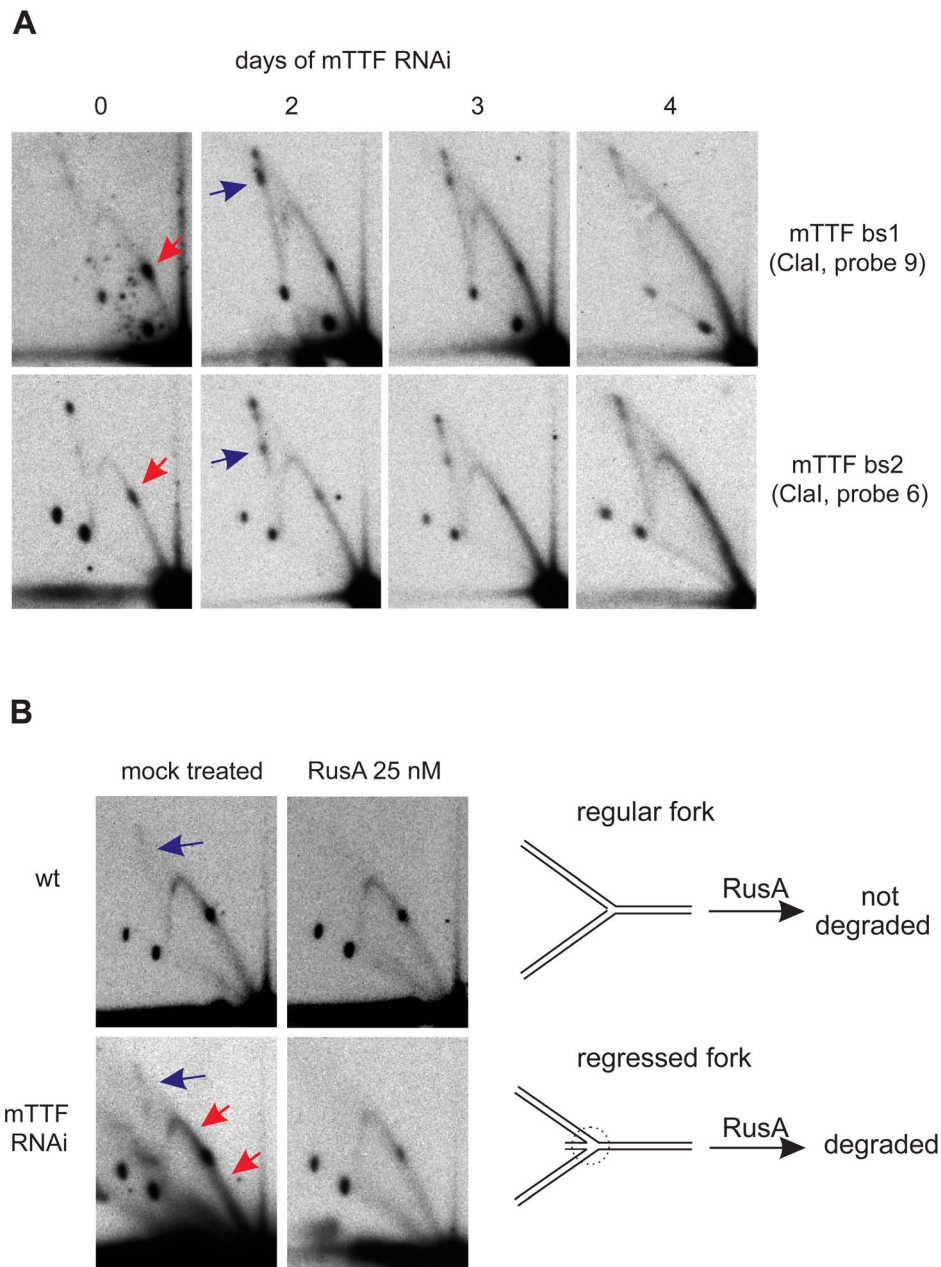 A
days of mTTF RNAi
0 2 3 4
mTTF bs1
(ClaI, probe 9)
mTTF bs2
(ClaI, probe 6)
B
mock treated RusA 25 nM
wt
regular fork
RusA
not
degraded
mTTF
RNAi
regressed fork
RusA
degraded